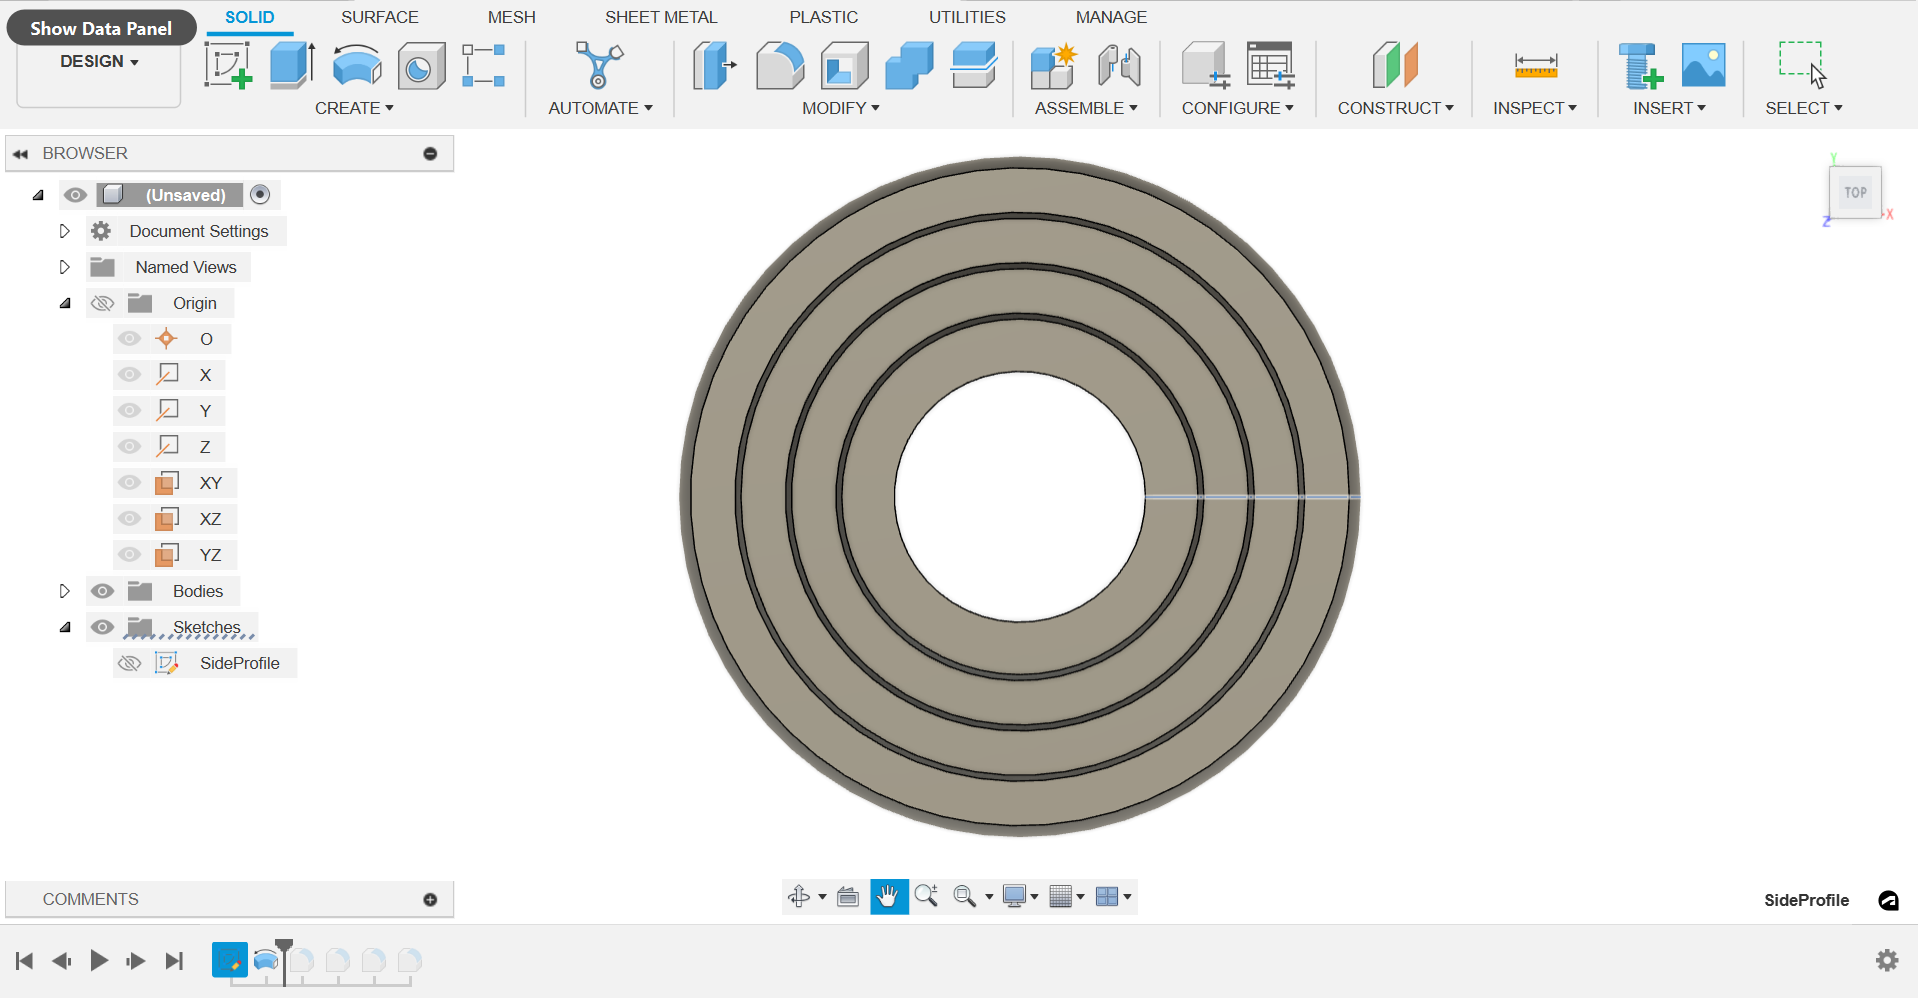 Show Data Panel
SOLID SURFACE MESH SHEET METAL PLASTIC UTILITIES MANAGE
DESIGN
CREATE AUTOMATE MODIFY ASSEMBLE CONFIGURE CONSTRUCT INSPECT INSERT SELECT
BROWSER
(Unsaved)
Document Settings
Named Views
Origin
O
X
Y
Z
XY
XZ
YZ
Bodies
Sketches
SideProfile
Y
TOP
X
Z
COMMENTS
SideProfile